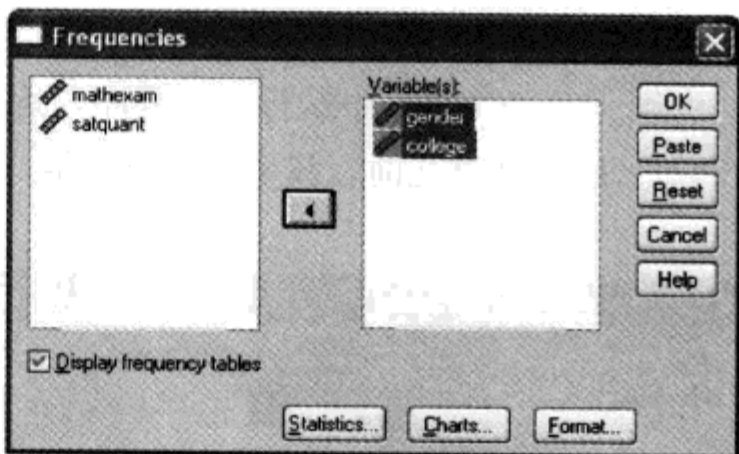 Frequencies
mathexam
satquant
Variable(s):
gender
college
OK
Paste
Reset
Cancel
Help
Display frequency tables
Statistics...
Charts...
Format...